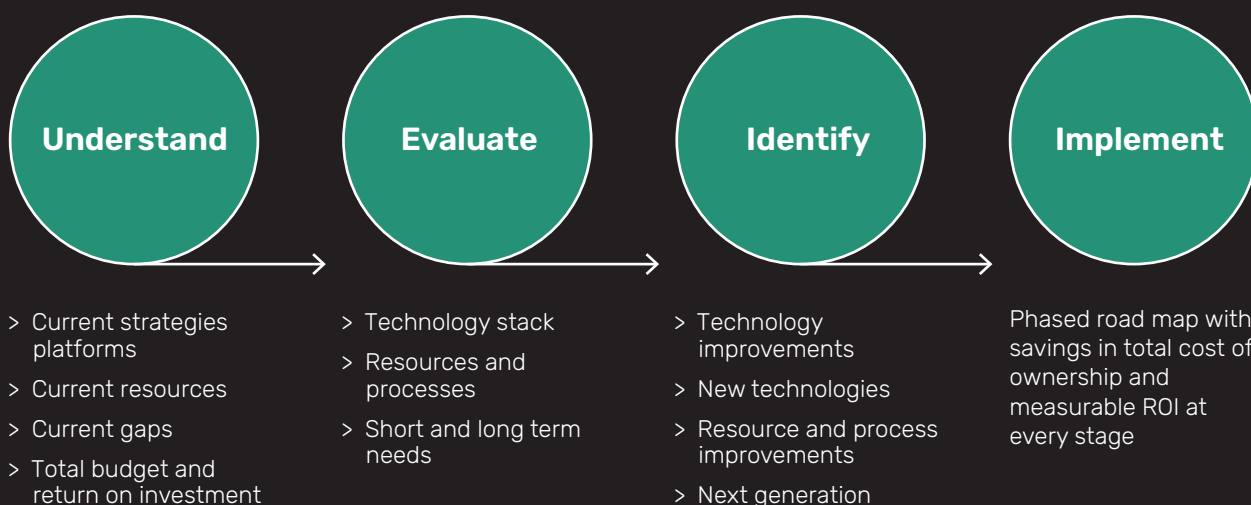 Understand
Evaluate
Identify
Implement
> Current strategies
platforms
> Current resources
> Current gaps
> Total budget and
return on investment
> Technology stack
> Resources and
processes
> Short and long term
needs
> Technology
improvements
> New technologies
> Resource and process
improvements
> Next generation
Phased road map with
savings in total cost of
ownership and
measurable ROI at
every stage